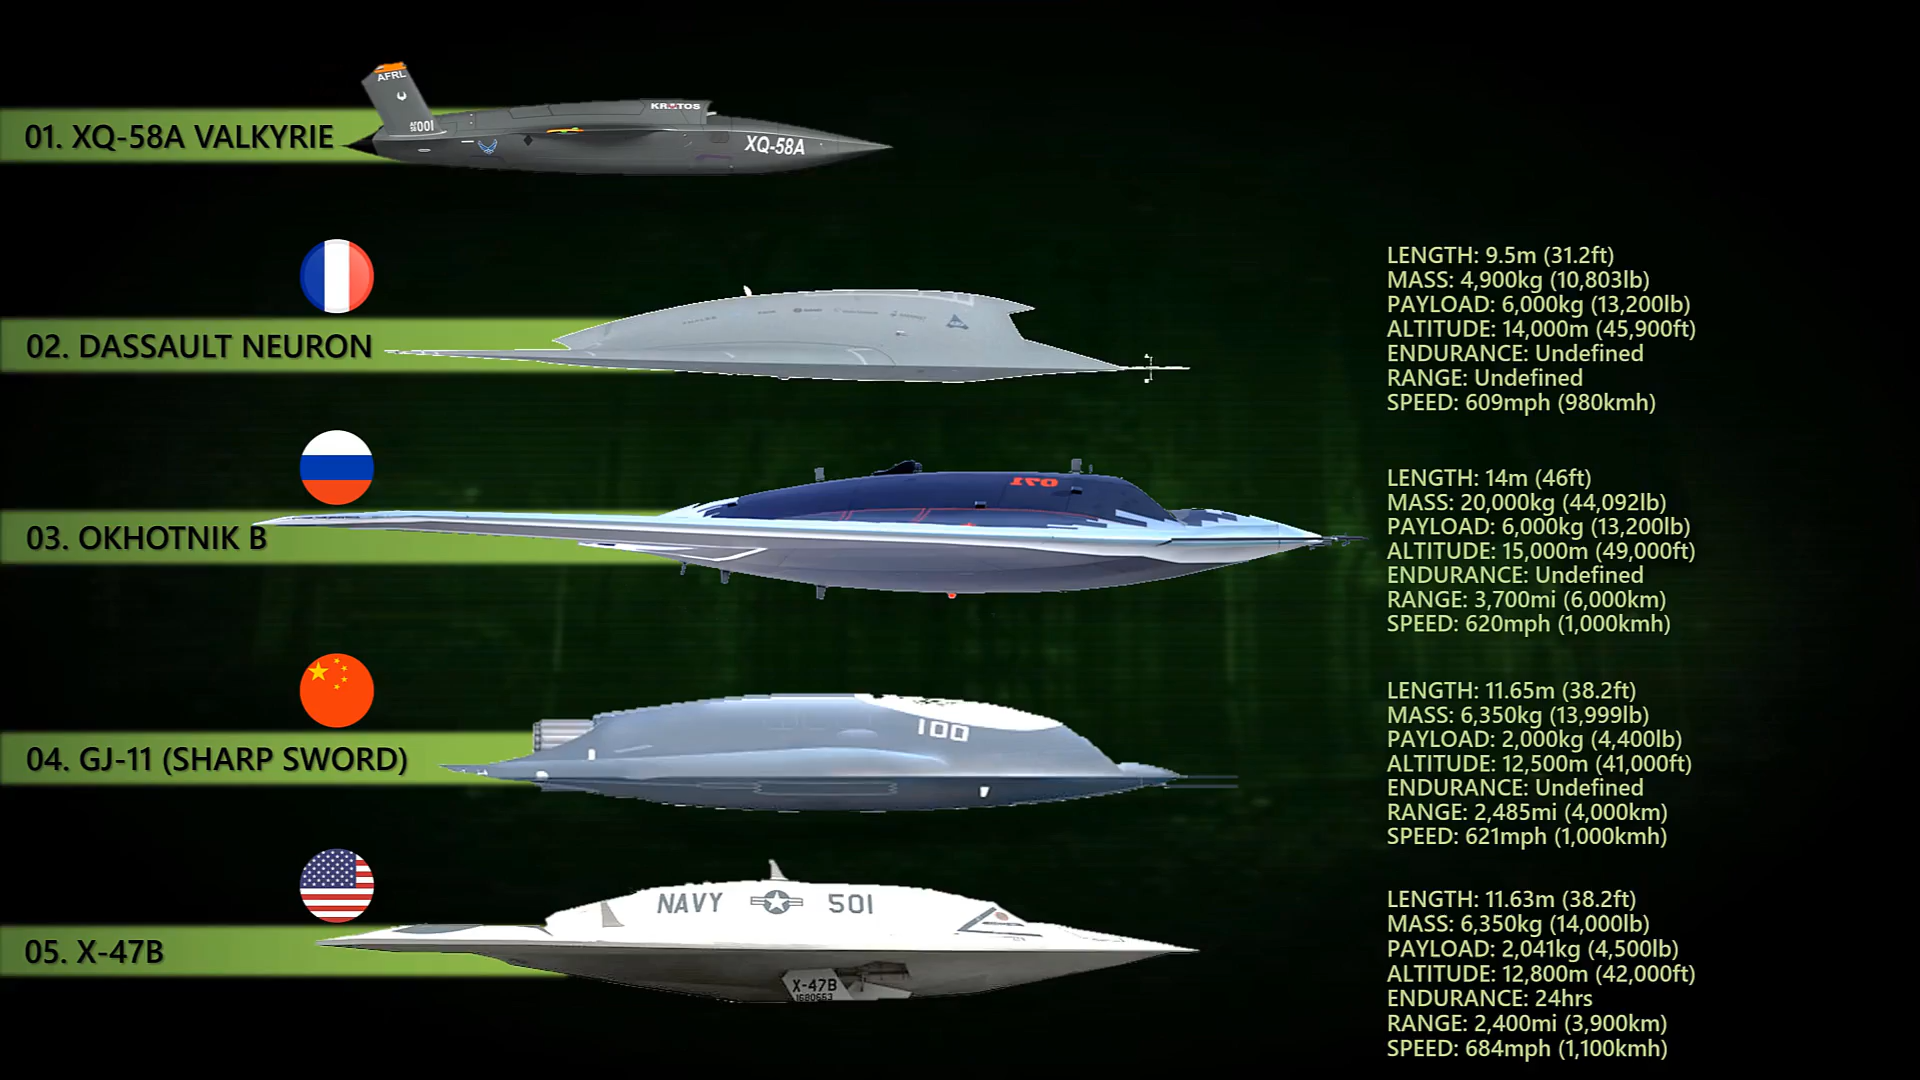 AFRL
001
KRATOS
XQ-58A
01. XQ-58A VALKYRIE
02. DASSAULT NEURON
LENGTH: 9.5m (31.2ft)
MASS: 4,900kg (10,803lb)
PAYLOAD: 6,000kg (13,200lb)
ALTITUDE: 14,000m (45,900ft)
ENDURANCE: Undefined
RANGE: Undefined
SPEED: 609mph (980kmh)
071
03. OKHOTNIK B
LENGTH: 14m (46ft)
MASS: 20,000kg (44,092lb)
PAYLOAD: 6,000kg (13,200lb)
ALTITUDE: 15,000m (49,000ft)
ENDURANCE: Undefined
RANGE: 3,700mi (6,000km)
SPEED: 620mph (1,000kmh)
100
04. GJ-11 (SHARP SWORD)
LENGTH: 11.65m (38.2ft)
MASS: 6,350kg (13,999lb)
PAYLOAD: 2,000kg (4,400lb)
ALTITUDE: 12,500m (41,000ft)
ENDURANCE: Undefined
RANGE: 2,485mi (4,000km)
SPEED: 621mph (1,000kmh)
NAVY 501
05. X-47B
X-47B
LENGTH: 11.63m (38.2ft)
MASS: 6,350kg (14,000lb)
PAYLOAD: 2,041kg (4,500lb)
ALTITUDE: 12,800m (42,000ft)
ENDURANCE: 24hrs
RANGE: 2,400mi (3,900km)
SPEED: 684mph (1,100kmh)